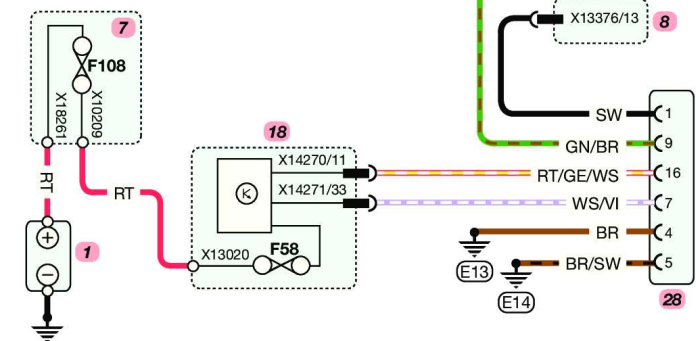 7
X13376/13
8
F108
X18261
X10209
SW
1
18
GN/BR
9
X14270/11
RT/GE/WS
16
RT
RT
X14271/33
WS/VI
7
K
BR
4
+
1
X13020
F58
E13
BR/SW
5
−
E14
28